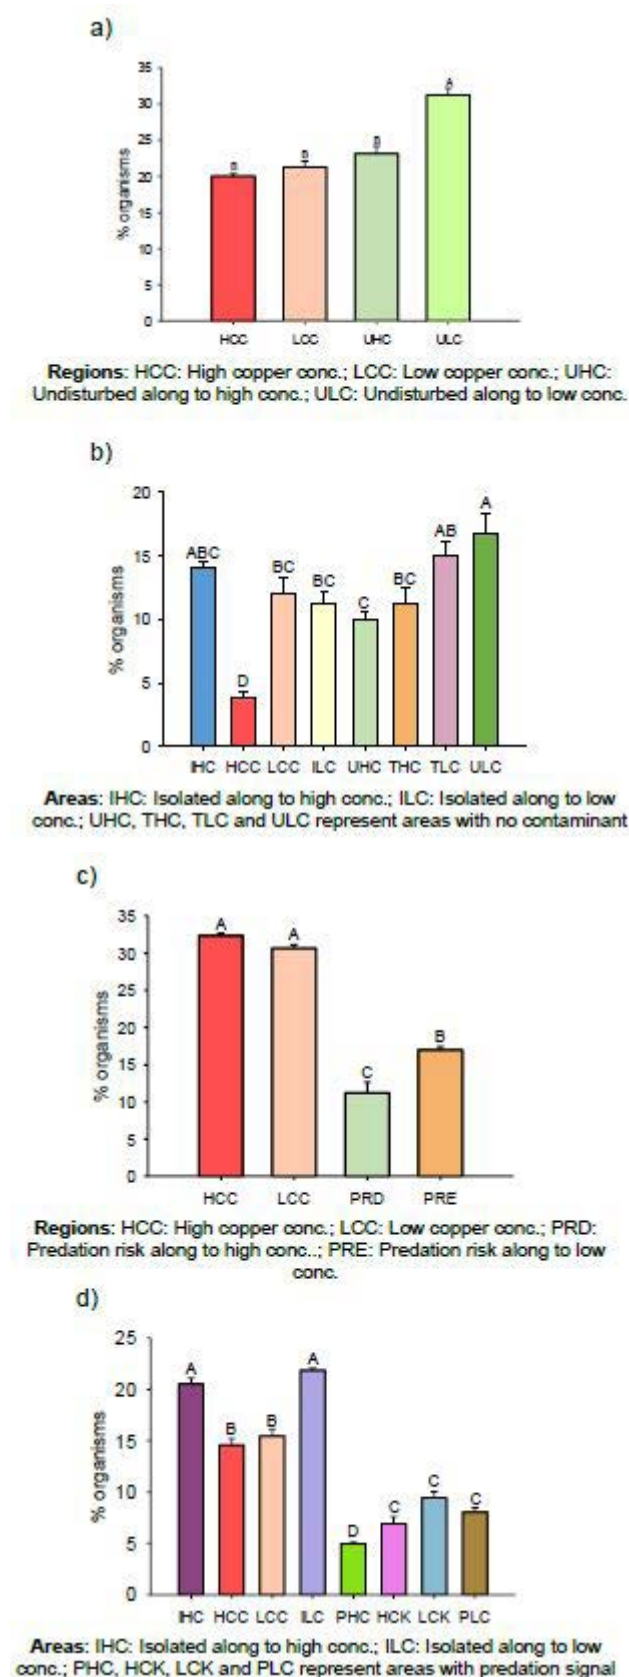 a)
35
30
25
20
15
10
5
0
% organisms
B
B
B
A
HCC LCC UHC ULC
Regions: HCC: High copper conc.; LCC: Low copper conc.; UHC:
Undisturbed along to high conc.; ULC: Undisturbed along to low conc.
b)
20
15
10
5
0
% organisms
ABC
D
BC
BC
C
BC
AB
A
IHC HCC LCC ILC UHC THC TLC ULC
Areas: IHC: Isolated along to high conc.; ILC: Isolated along to low
conc.; UHC, THC, TLC and ULC represent areas with no contaminant
c)
35
30
25
20
15
10
5
0
% organisms
A
A
C
B
HCC LCC PRD PRE
Regions: HCC: High copper conc.; LCC: Low copper conc.; PRD:
Predation risk along to high conc..; PRE: Predation risk along to low
conc.
d)
25
20
15
10
5
0
% organisms
A
B
B
A
D
C
C
C
IHC HCC LCC ILC PHC HCK LCK PLC
Areas: IHC: Isolated along to high conc.; ILC: Isolated along to low
conc.; PHC, HCK, LCK and PLC represent areas with predation signal